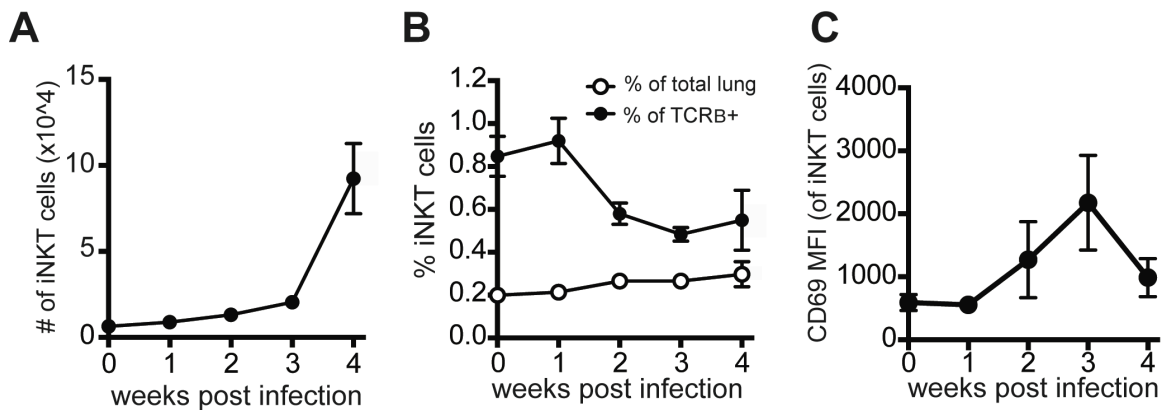 A
# of iNKT cells (x10^4)
15
10
5
0
0 1 2 3 4
weeks post infection
B
% iNKT cells
1.2
1.0
0.8
0.6
0.4
0.2
0.0
% of total lung
% of TCRB+
0 1 2 3 4
weeks post infection
C
CD69 MFI (of iNKT cells)
4000
3000
2000
1000
0
0 1 2 3 4
weeks post infection